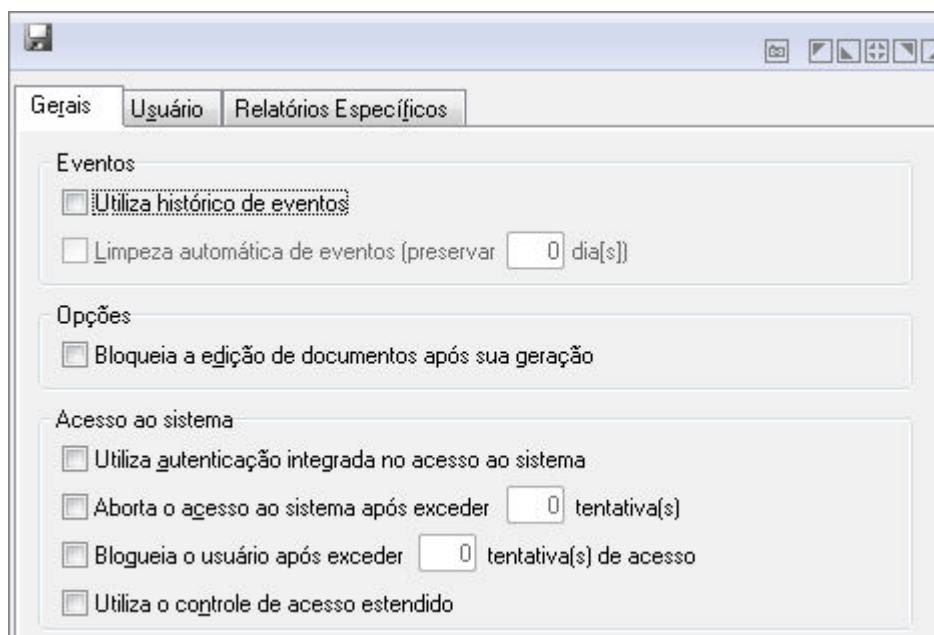 Gerais Usuário Relatórios Específicos
Eventos
Utiliza histórico de eventos
Limpeza automática de eventos (preservar 0 dia(s))
Opções
Bloqueia a edição de documentos após sua geração
Acesso ao sistema
Utiliza autenticação integrada no acesso ao sistema
Aborta o acesso ao sistema após exceder 0 tentativa(s)
Bloqueia o usuário após exceder 0 tentativa(s) de acesso
Utiliza o controle de acesso estendido